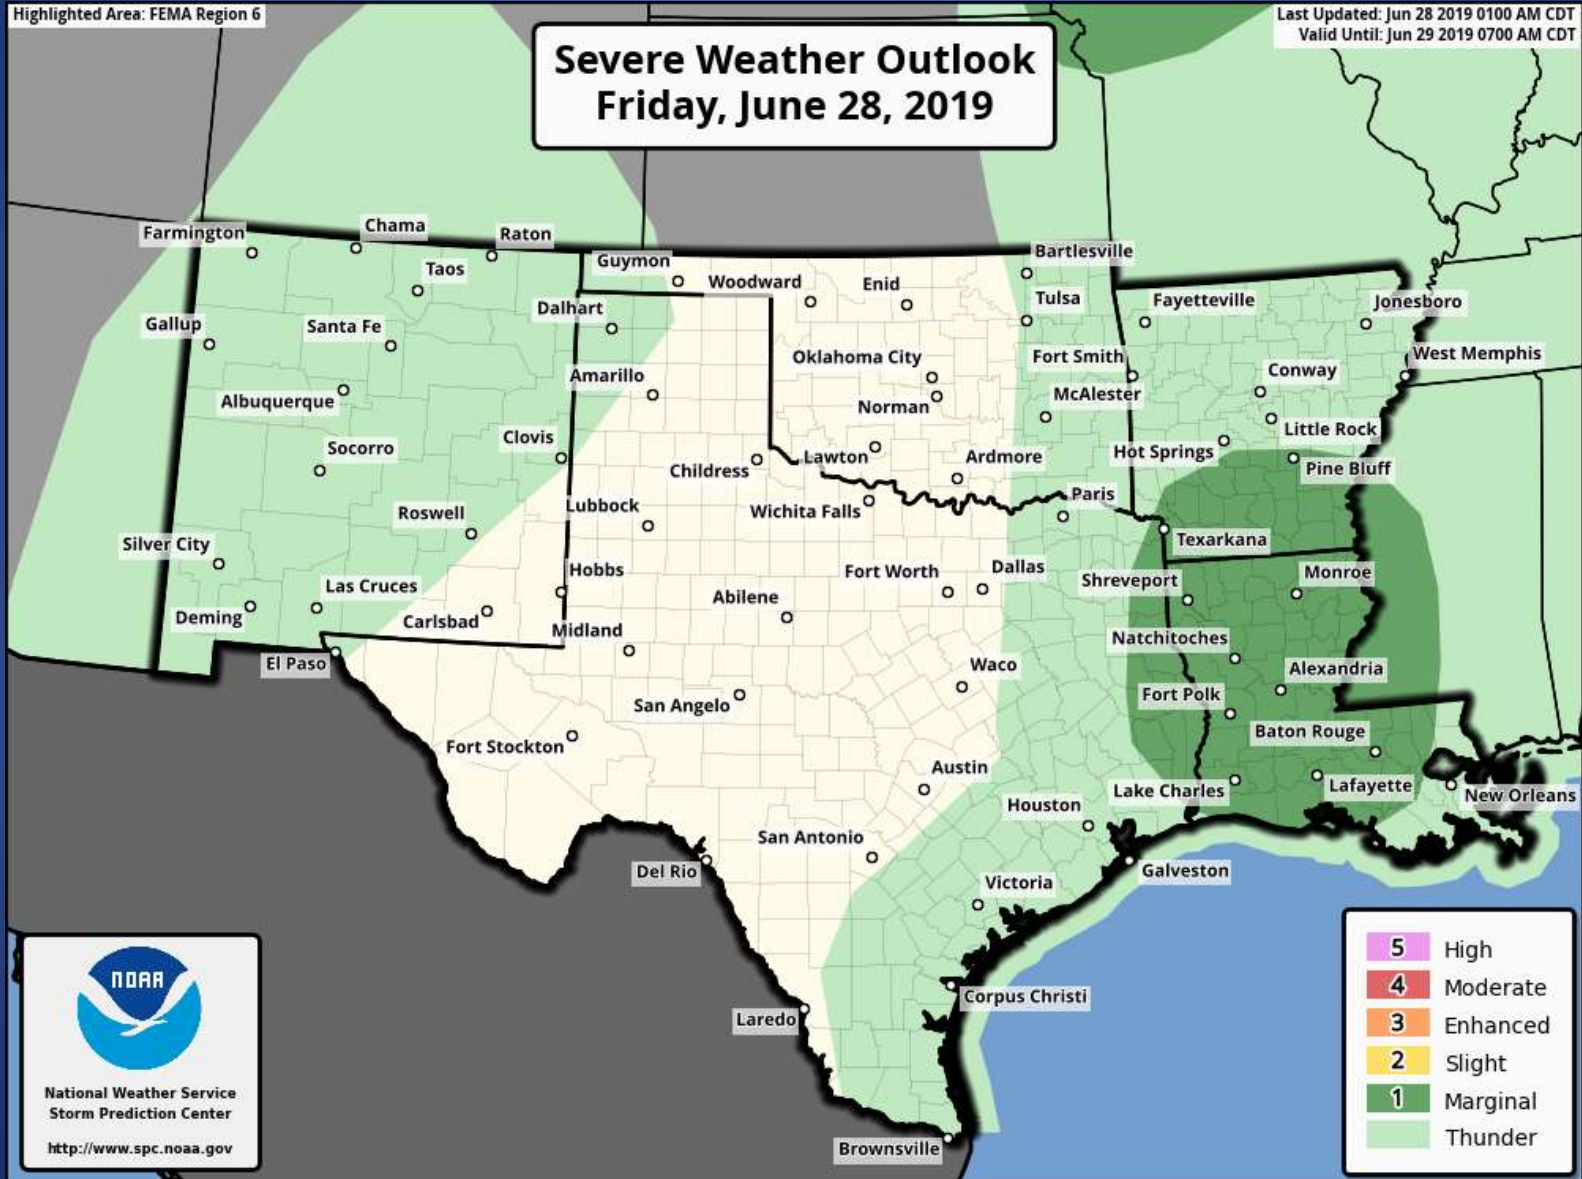 Highlighted Area: FEMA Region 6
Last Updated: Jun 28 2019 0100 AM CDT
Valid Until: Jun 29 2019 0700 AM CDT
Severe Weather Outlook
Friday, June 28, 2019
Farmington
Chama
Raton
Taos
Guymon
Woodward
Enid
Bartlesville
Tulsa
Fayetteville
Jonesboro
Gallup
Santa Fe
Dalhart
Oklahoma City
Fort Smith
West Memphis
Albuquerque
Amarillo
Norman
McAlester
Conway
Socorro
Clovis
Childress
Lawton
Ardmore
Hot Springs
Little Rock
Pine Bluff
Roswell
Lubbock
Wichita Falls
Paris
Texarkana
Silver City
Las Cruces
Hobbs
Fort Worth
Dallas
Shreveport
Monroe
Deming
Carlsbad
Abilene
Midland
Natchitoches
El Paso
Waco
Alexandria
San Angelo
Fort Polk
Fort Stockton
Baton Rouge
Austin
Houston
Lake Charles
Lafayette
New Orleans
San Antonio
Del Rio
Victoria
Galveston
Laredo
Corpus Christi
Brownsville
NOAA
National Weather Service
Storm Prediction Center
http://www.spc.noaa.gov
5 High
4 Moderate
3 Enhanced
2 Slight
1 Marginal
Thunder